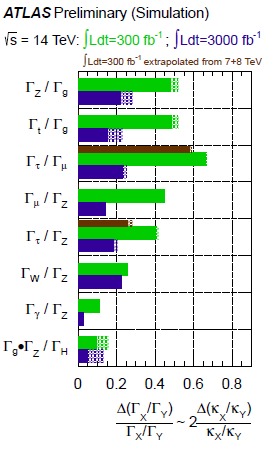 ATLAS Preliminary (Simulation)
√s = 14 TeV: ∫Ldt=300 fb⁻¹ ; ∫Ldt=3000 fb⁻¹
∫Ldt=300 fb⁻¹ extrapolated from 7+8 TeV
Γ_Z / Γ_g
Γ_t / Γ_g
Γ_τ / Γ_μ
Γ_μ / Γ_Z
Γ_τ / Γ_Z
Γ_W / Γ_Z
Γ_γ / Γ_Z
Γ_g•Γ_Z / Γ_H
0 0.2 0.4 0.6 0.8
Δ(Γ_X/Γ_Y) / Γ_X/Γ_Y ~ 2 Δ(κ_X/κ_Y) / κ_X/κ_Y